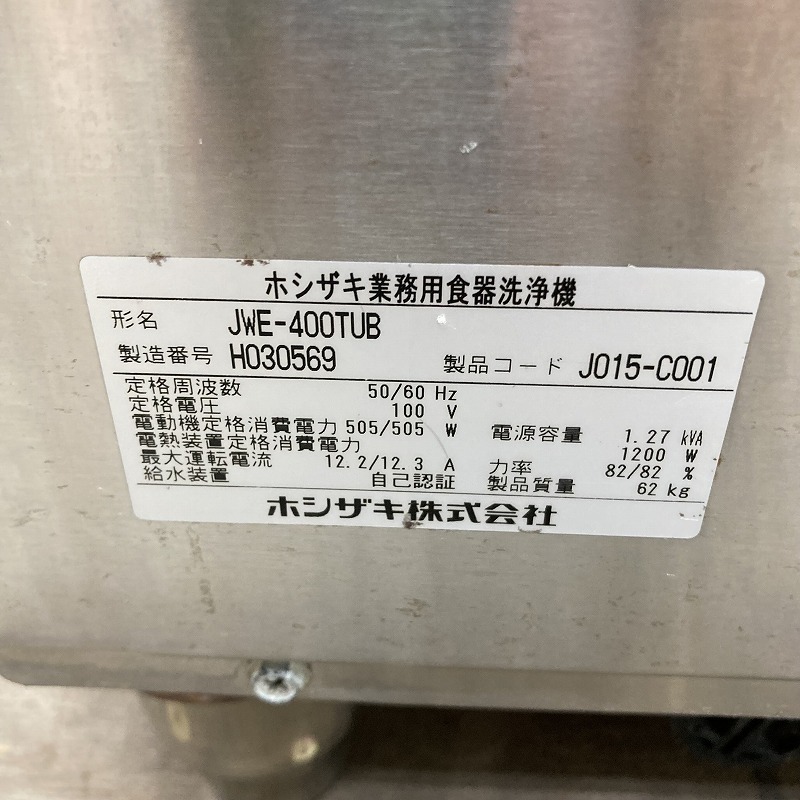 ホシザキ業務用食器洗浄機
形名 JWE-400TUB
製造番号 H030569 製品コード J015-C001
定格周波数 50/60 Hz
定格電圧 100 V
電動機定格消費電力 505/505 W 電源容量 1.27 kVA
電熱装置定格消費電力 1200 W
最大運転電流 12.2/12.3 A 力率 82/82 %
給水装置 自己認証 製品質量 62 kg
ホシザキ株式会社